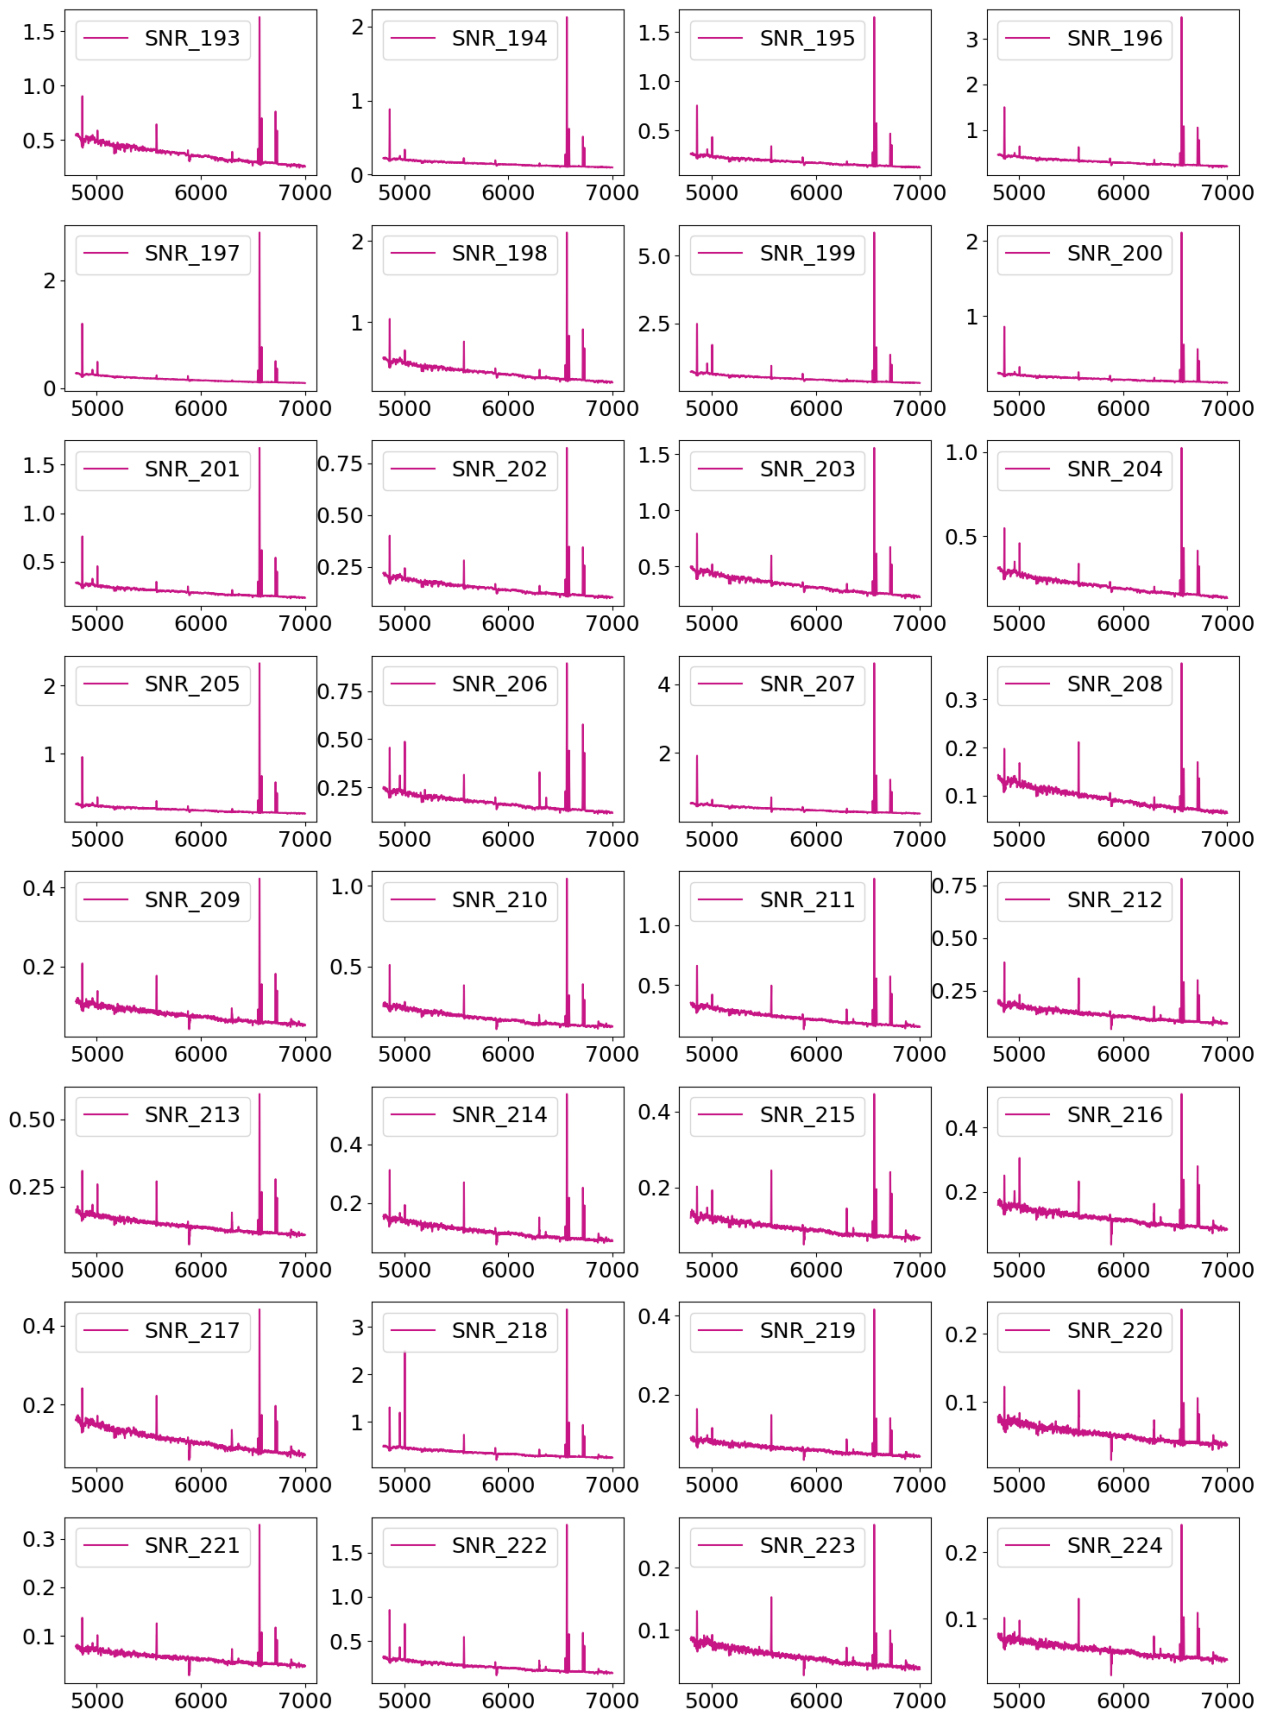 SNR_193 SNR_194 SNR_195 SNR_196
1.5 2 1.5 3
1.0 1 1.0 2
0.5 0 0.5 1
5000 6000 7000 5000 6000 7000 5000 6000 7000 5000 6000 7000
SNR_197 SNR_198 SNR_199 SNR_200
2 2 5.0 2
0 1 2.5 1
5000 6000 7000 5000 6000 7000 5000 6000 7000 5000 6000 7000
SNR_201 SNR_202 SNR_203 SNR_204
1.5 0.75 1.5 1.0
1.0 0.50 1.0 0.5
0.5 0.25 0.5
5000 6000 7000 5000 6000 7000 5000 6000 7000 5000 6000 7000
SNR_205 SNR_206 SNR_207 SNR_208
2 0.75 4 0.3
1 0.50 2 0.2
0.25 0.1
5000 6000 7000 5000 6000 7000 5000 6000 7000 5000 6000 7000
SNR_209 SNR_210 SNR_211 SNR_212
0.4 1.0 1.0 0.75
0.2 0.5 0.5 0.50
0.25
5000 6000 7000 5000 6000 7000 5000 6000 7000 5000 6000 7000
SNR_213 SNR_214 SNR_215 SNR_216
0.50 0.4 0.4 0.4
0.25 0.2 0.2 0.2
5000 6000 7000 5000 6000 7000 5000 6000 7000 5000 6000 7000
SNR_217 SNR_218 SNR_219 SNR_220
0.4 3 0.4 0.2
0.2 2 0.2 0.1
1
5000 6000 7000 5000 6000 7000 5000 6000 7000 5000 6000 7000
SNR_221 SNR_222 SNR_223 SNR_224
0.3 1.5 0.2 0.2
0.2 1.0 0.1 0.1
0.1 0.5
5000 6000 7000 5000 6000 7000 5000 6000 7000 5000 6000 7000